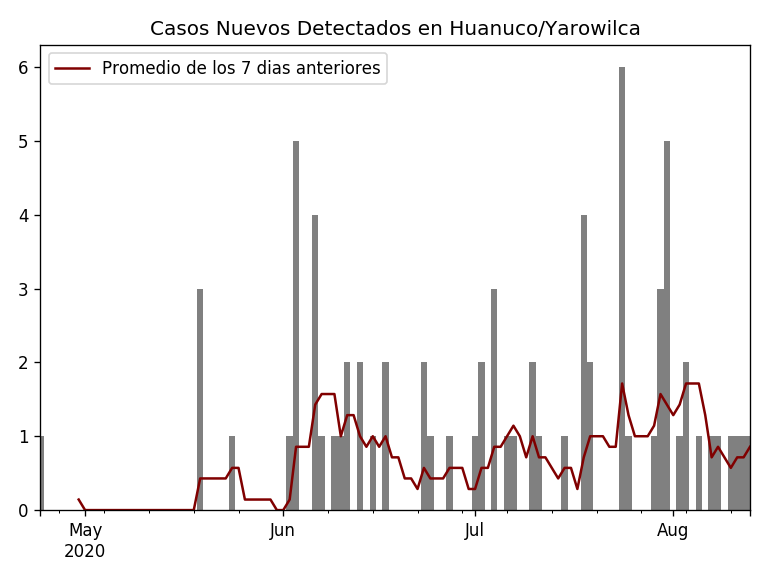 Casos Nuevos Detectados en Huanuco/Yarowilca
Promedio de los 7 dias anteriores
6
5
4
3
2
1
0
May Jun Jul Aug
2020